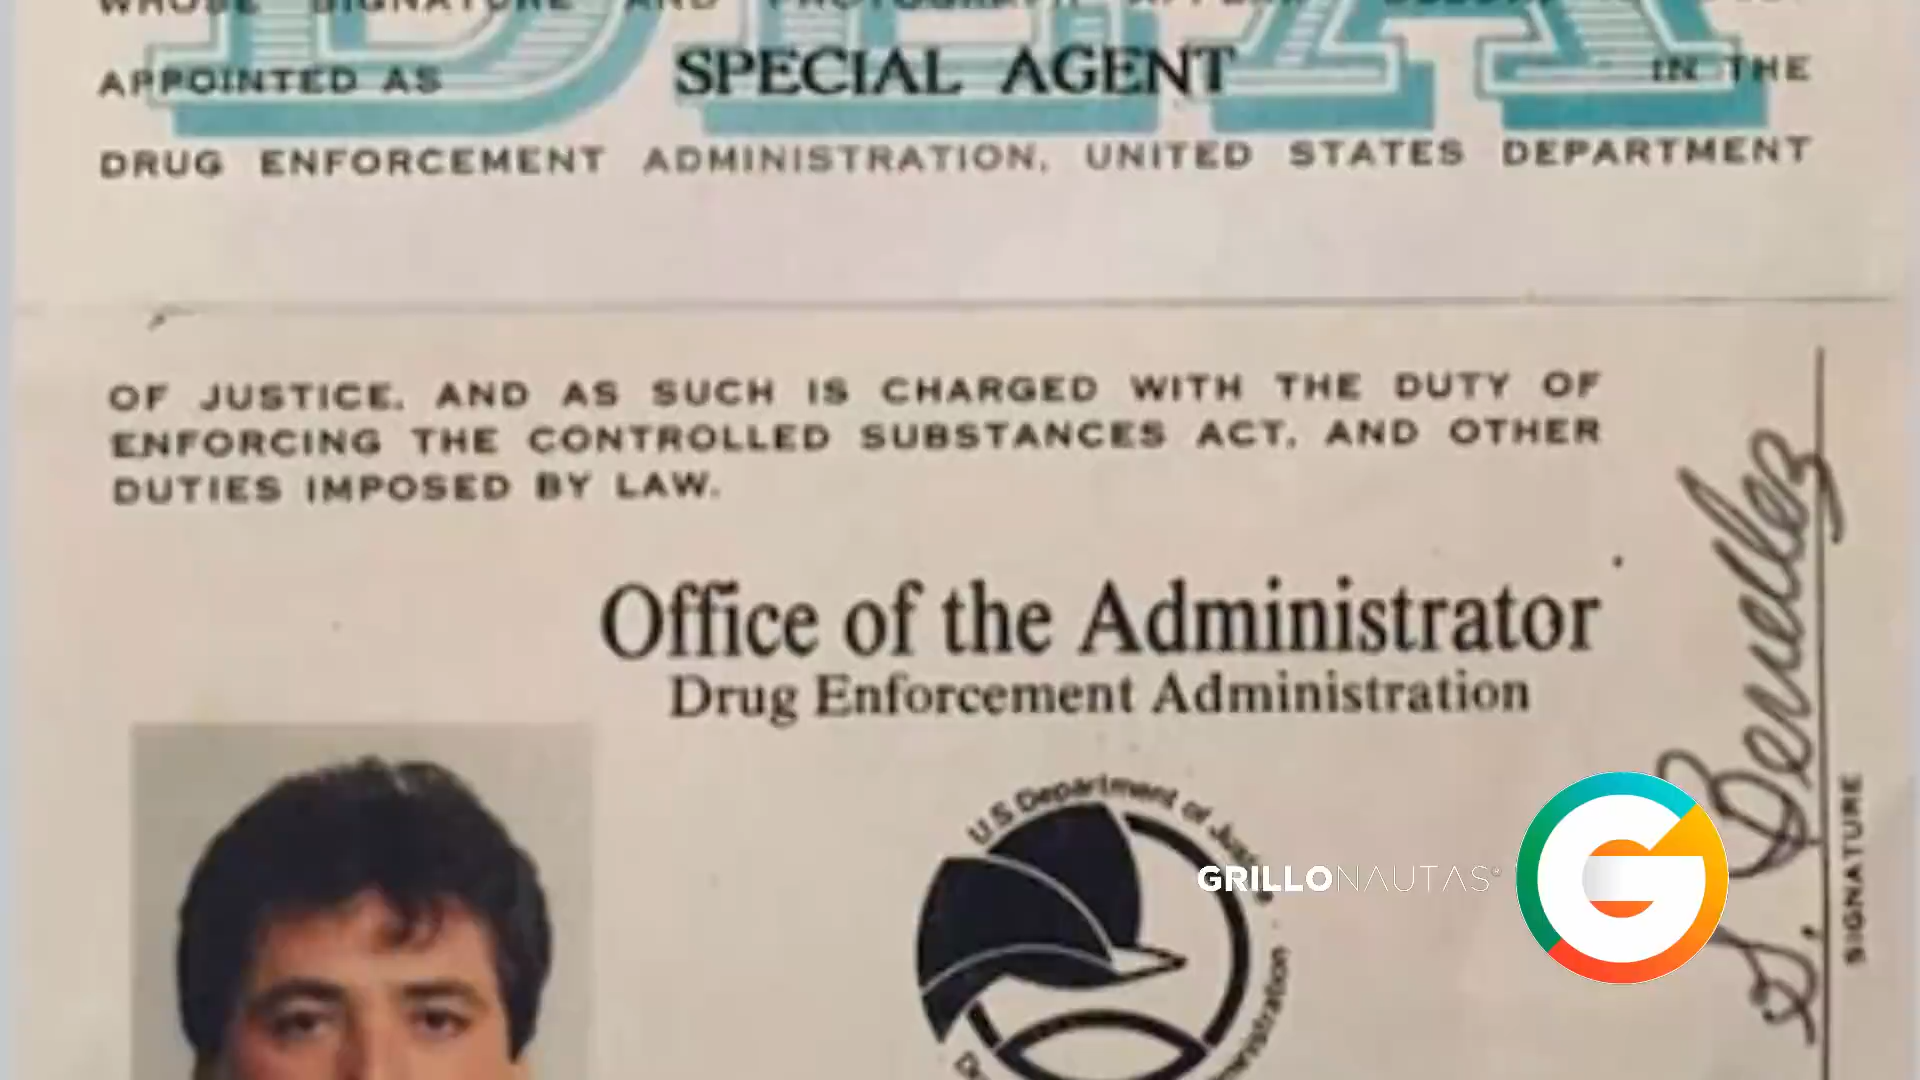 APPOINTED AS SPECIAL AGENT IN THE
DRUG ENFORCEMENT ADMINISTRATION, UNITED STATES DEPARTMENT
OF JUSTICE, AND AS SUCH IS CHARGED WITH THE DUTY OF
ENFORCING THE CONTROLLED SUBSTANCES ACT, AND OTHER
DUTIES IMPOSED BY LAW.
Office of the Administrator
Drug Enforcement Administration
U.S Department of
GRILLONAUTAS®
G
SIGNATURE